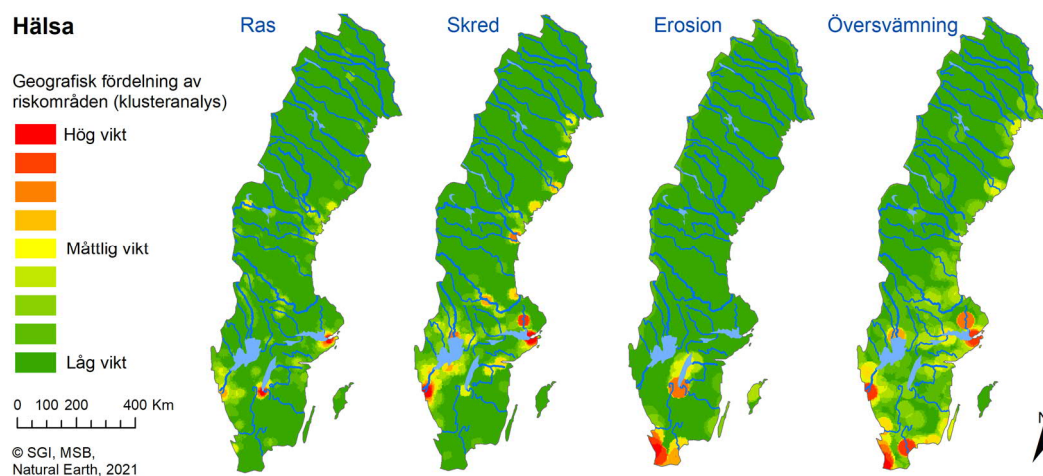 Hälsa
Ras
Skred
Erosion
Översvämning
Geografisk fördelning av
riskområden (klusteranalys)
Hög vikt
Måttlig vikt
Låg vikt
0 100 200 400 Km
© SGI, MSB,
Natural Earth, 2021
N